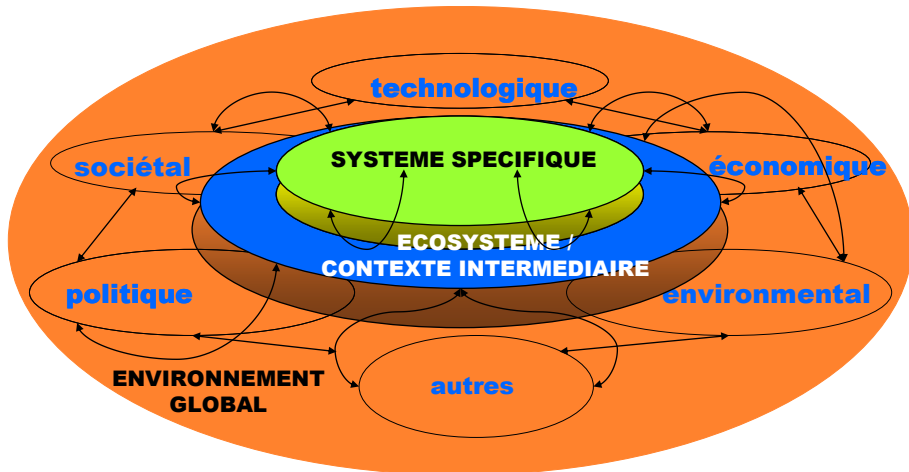 technologique
sociétal
SYSTEME SPECIFIQUE
économique
ECOSYSTEME /
CONTEXTE INTERMEDIAIRE
politique
environmental
ENVIRONNEMENT
GLOBAL
autres